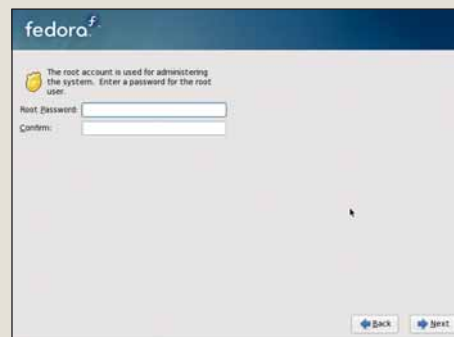 fedora
The root account is used for administering
the system. Enter a password for the root
user.
Root Password:
Confirm:
Back
Next